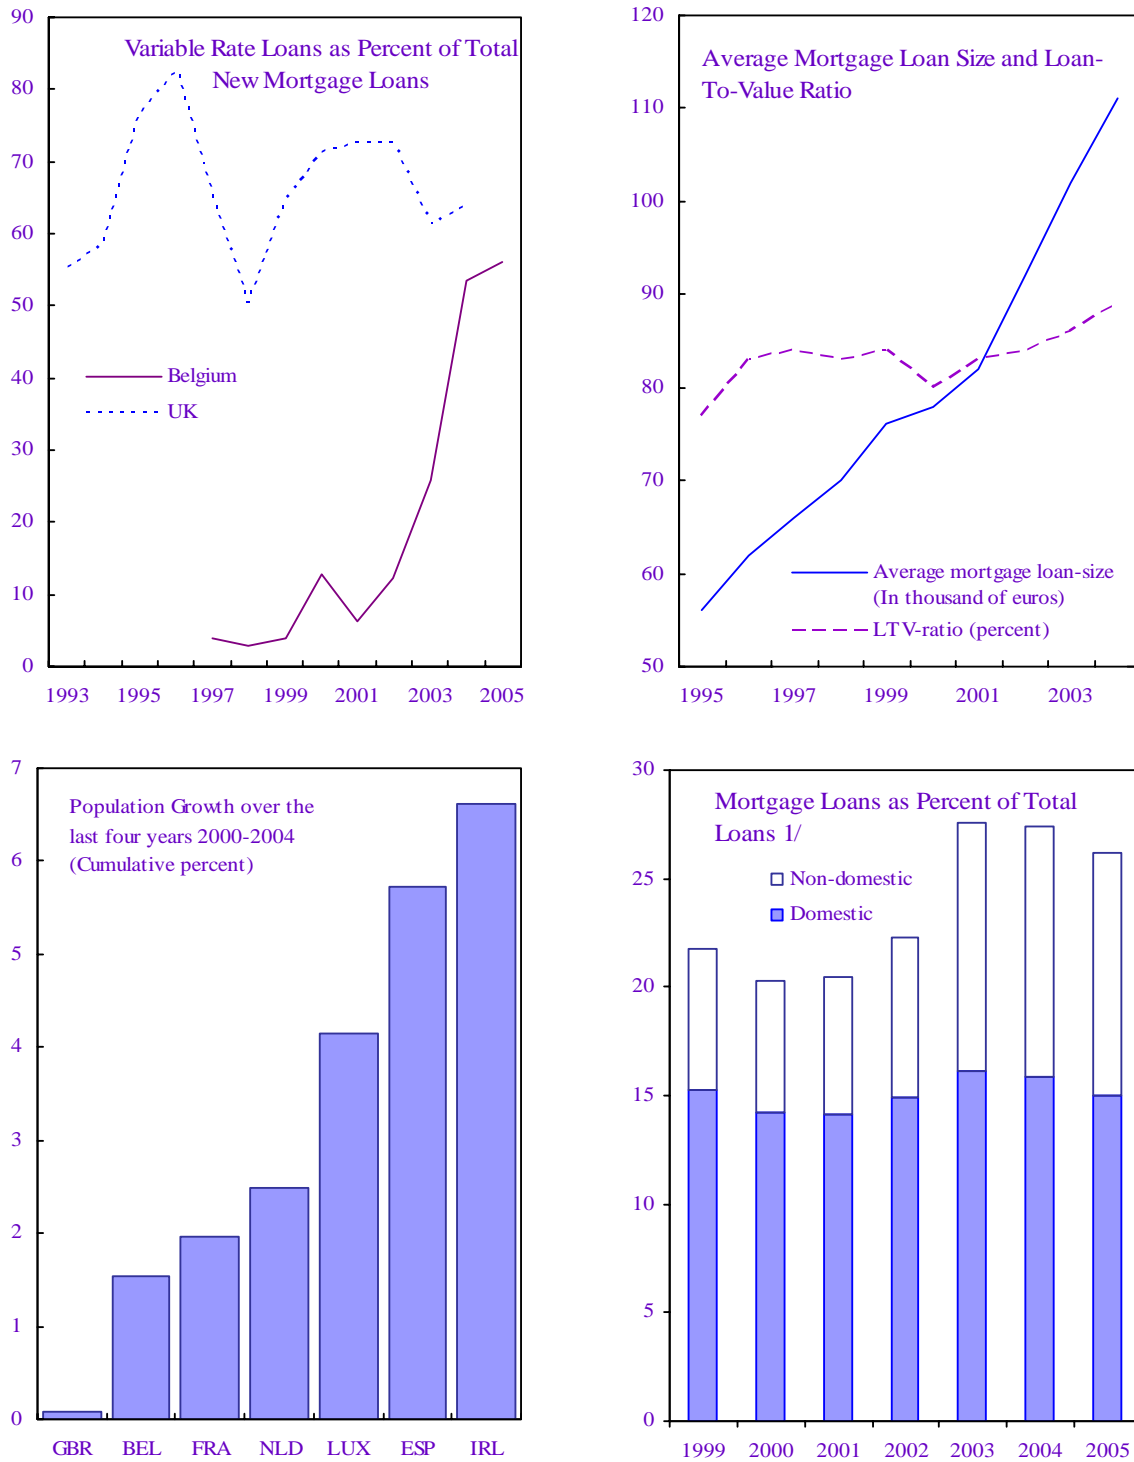 Variable Rate Loans as Percent of Total
New Mortgage Loans
90
80
70
60
50
40
30
20
10
0
Belgium
UK
1993 1995 1997 1999 2001 2003 2005
Average Mortgage Loan Size and Loan-
To-Value Ratio
120
110
100
90
80
70
60
50
Average mortgage loan-size
(In thousand of euros)
LTV-ratio (percent)
1995 1997 1999 2001 2003
Population Growth over the
last four years 2000-2004
(Cumulative percent)
7
6
5
4
3
2
1
0
GBR BEL FRA NLD LUX ESP IRL
Mortgage Loans as Percent of Total
Loans 1/
Non-domestic
Domestic
30
25
20
15
10
5
0
1999 2000 2001 2002 2003 2004 2005